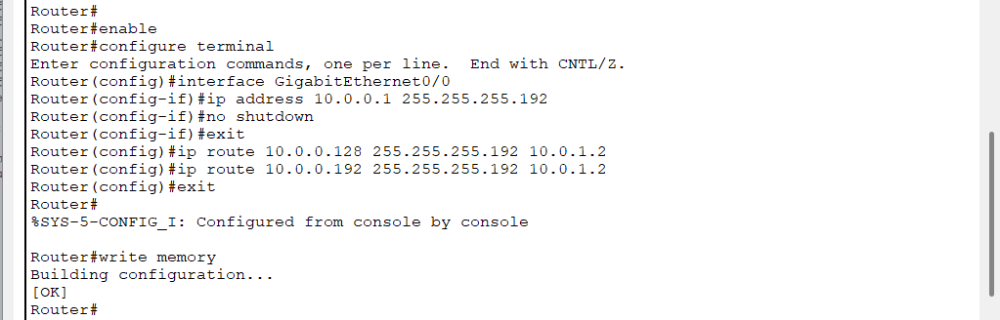 Router#
Router#enable
Router#configure terminal
Enter configuration commands, one per line.  End with CNTL/Z.
Router(config)#interface GigabitEthernet0/0
Router(config-if)#ip address 10.0.0.1 255.255.255.192
Router(config-if)#no shutdown
Router(config-if)#exit
Router(config)#ip route 10.0.0.128 255.255.255.192 10.0.1.2
Router(config)#ip route 10.0.0.192 255.255.255.192 10.0.1.2
Router(config)#exit
Router#
%SYS-5-CONFIG_I: Configured from console by console

Router#write memory
Building configuration...
[OK]
Router#